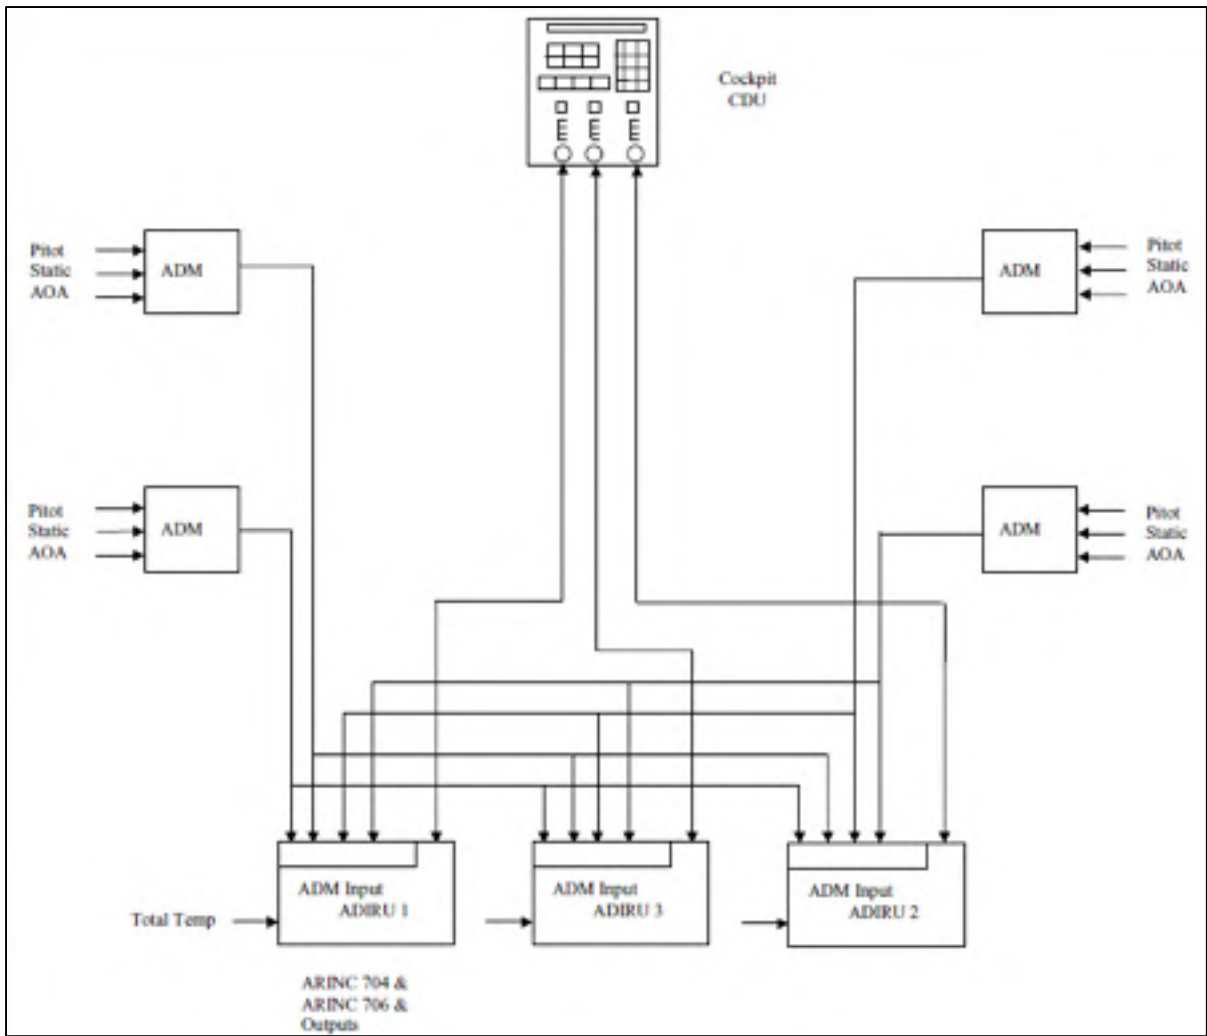 Cockpit
CDU
Pitot
Static
AOA
ADM
ADM
Pitot
Static
AOA
Pitot
Static
AOA
ADM
ADM
Pitot
Static
AOA
ADM Input
ADIRU 1
ADM Input
ADIRU 3
ADM Input
ADIRU 2
Total Temp
ARINC 704 &
ARINC 706 &
Outputs